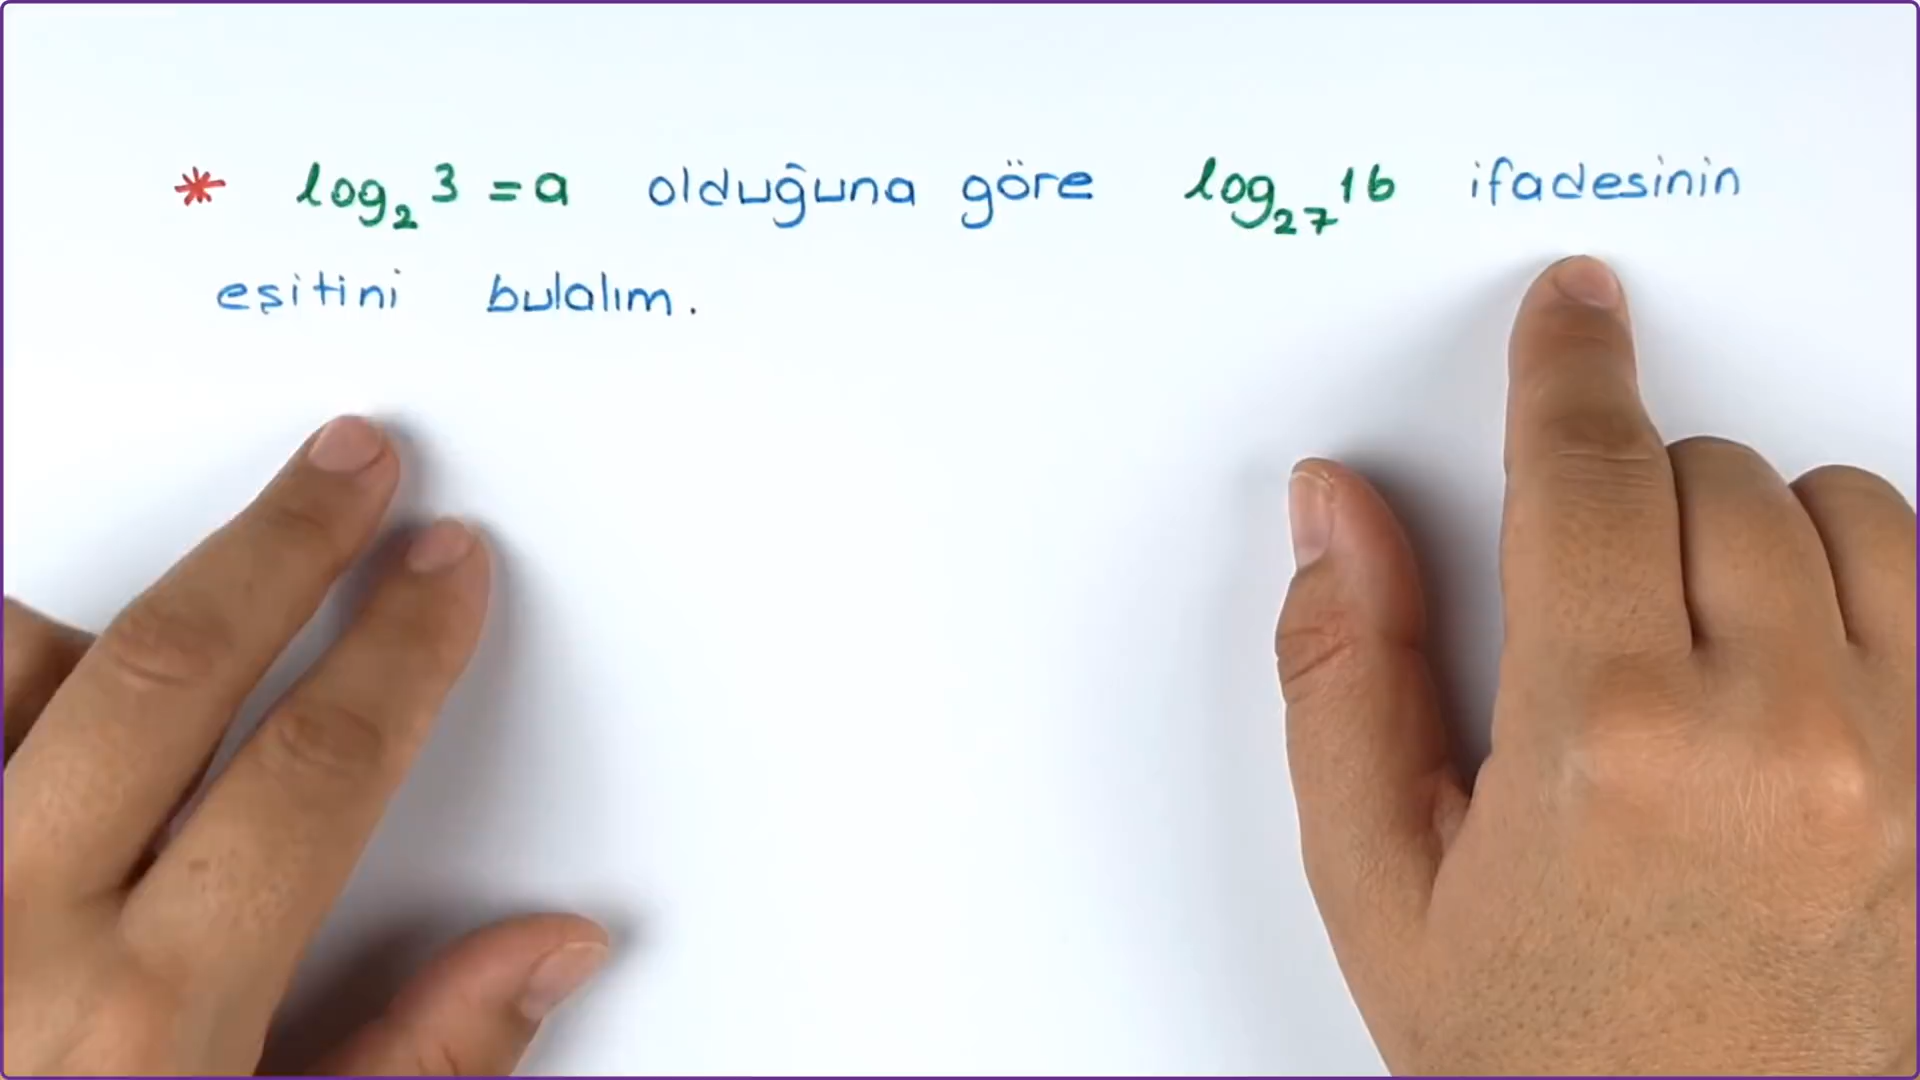 * log₂3 = a olduğuna göre log₂₇16 ifadesinin
eşitini bulalım.